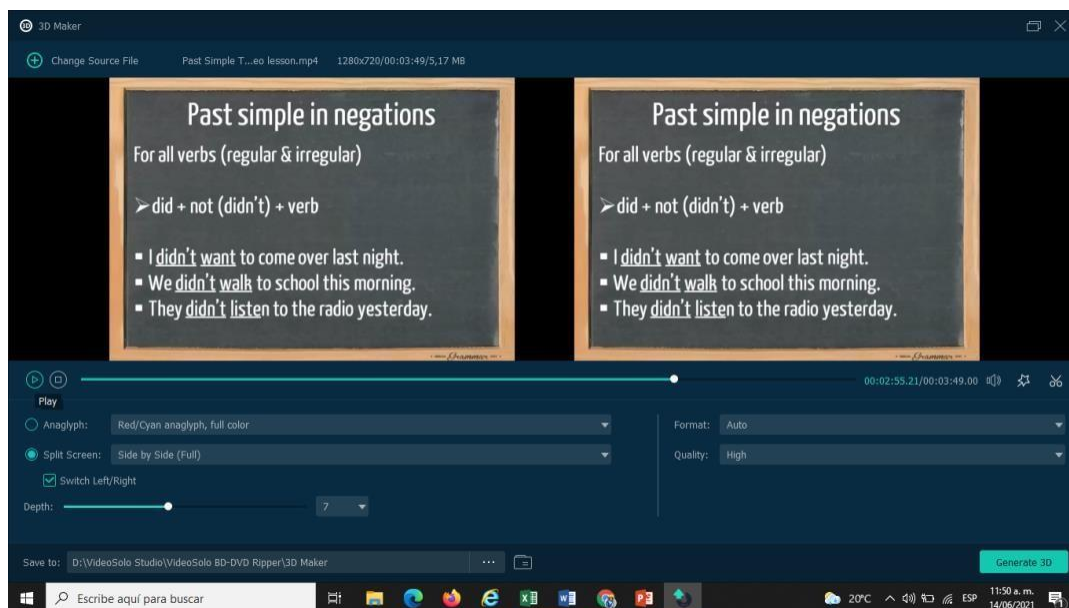 3D Maker
Change Source File Past Simple T...eo lesson.mp4 1280x720/00:03:49/5,17 MB
Past simple in negations
For all verbs (regular & irregular)
➢did + not (didn't) + verb
▪ I didn't want to come over last night.
▪ We didn't walk to school this morning.
▪ They didn't listen to the radio yesterday.
Grammar
Past simple in negations
For all verbs (regular & irregular)
➢did + not (didn't) + verb
▪ I didn't want to come over last night.
▪ We didn't walk to school this morning.
▪ They didn't listen to the radio yesterday.
Grammar
00:02:55.21/00:03:49.00
Play
Anaglyph: Red/Cyan anaglyph, full color
Format: Auto
Split Screen: Side by Side (Full)
Quality: High
Switch Left/Right
Depth: 7
Save to: D:\VideoSolo Studio\VideoSolo BD-DVD Ripper\3D Maker ... Generate 3D
Escribe aquí para buscar
20°C ESP 11:50 a. m.
14/06/2021